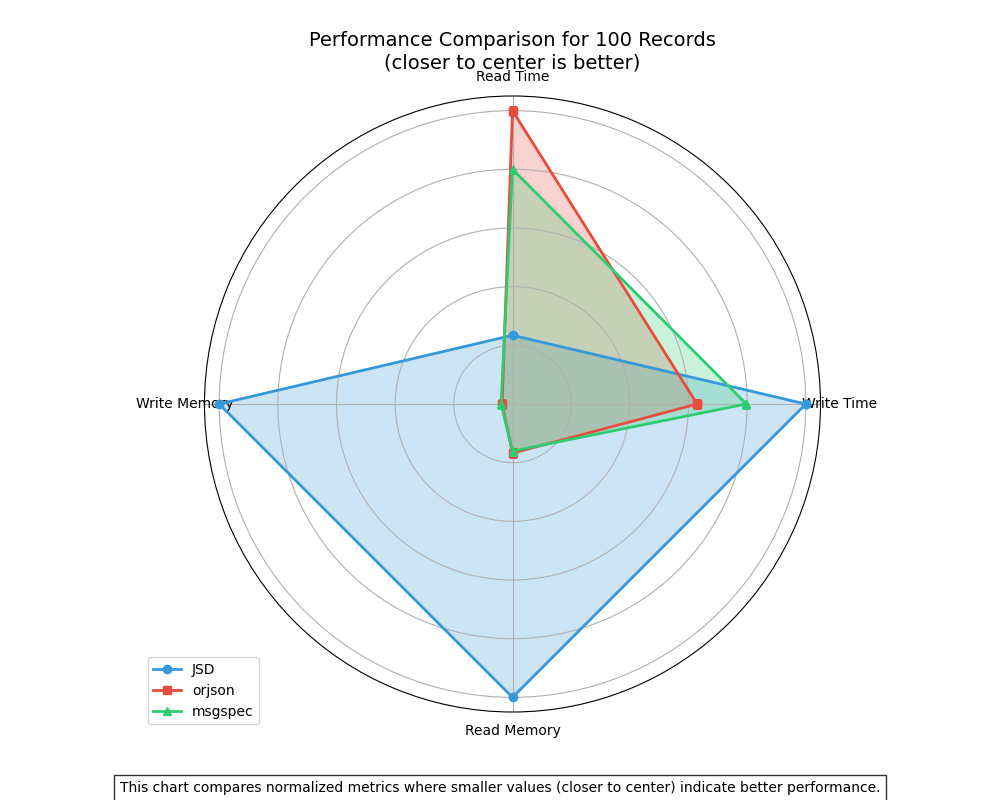 Performance Comparison for 100 Records
(closer to center is better)
Read Time
Write Memory
Write Time
JSD
orjson
msgspec
Read Memory
This chart compares normalized metrics where smaller values (closer to center) indicate better performance.